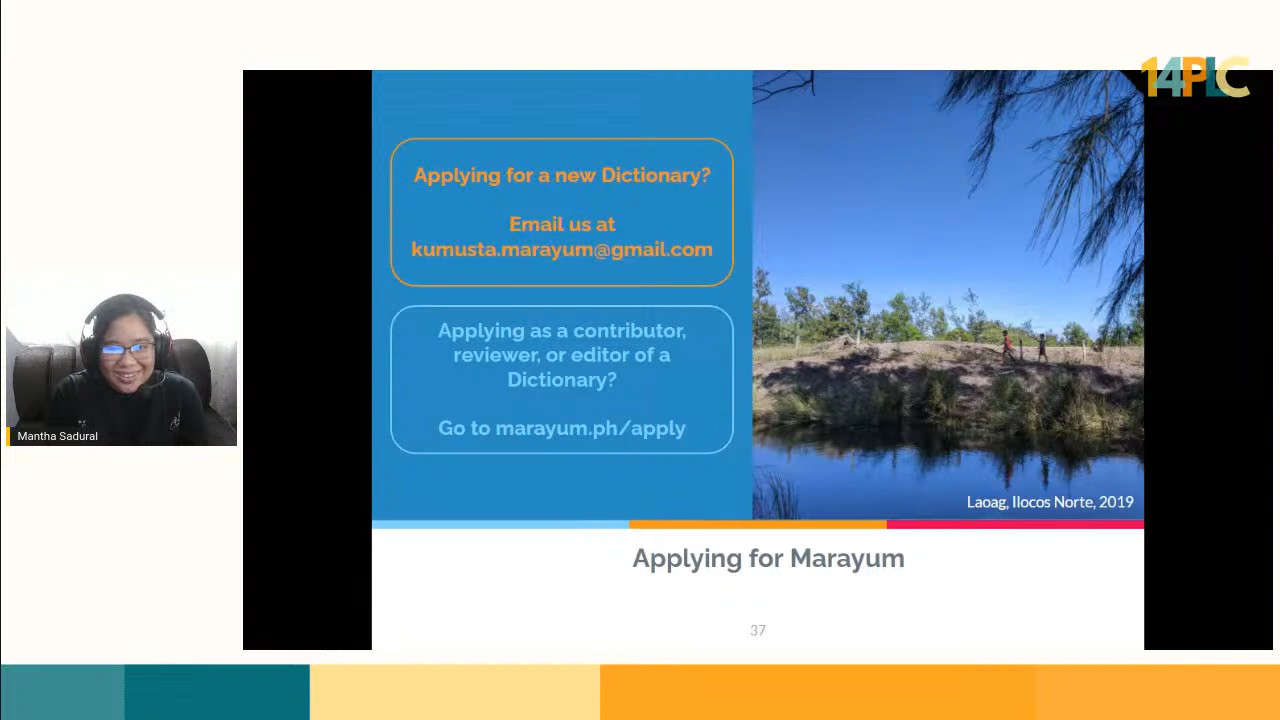 14PLC
Applying for a new Dictionary?
Email us at
kumusta.marayum@gmail.com
Applying as a contributor,
reviewer, or editor of a
Dictionary?
Go to marayum.ph/apply
Laoag, Ilocos Norte, 2019
Mantha Sadural
Applying for Marayum
37